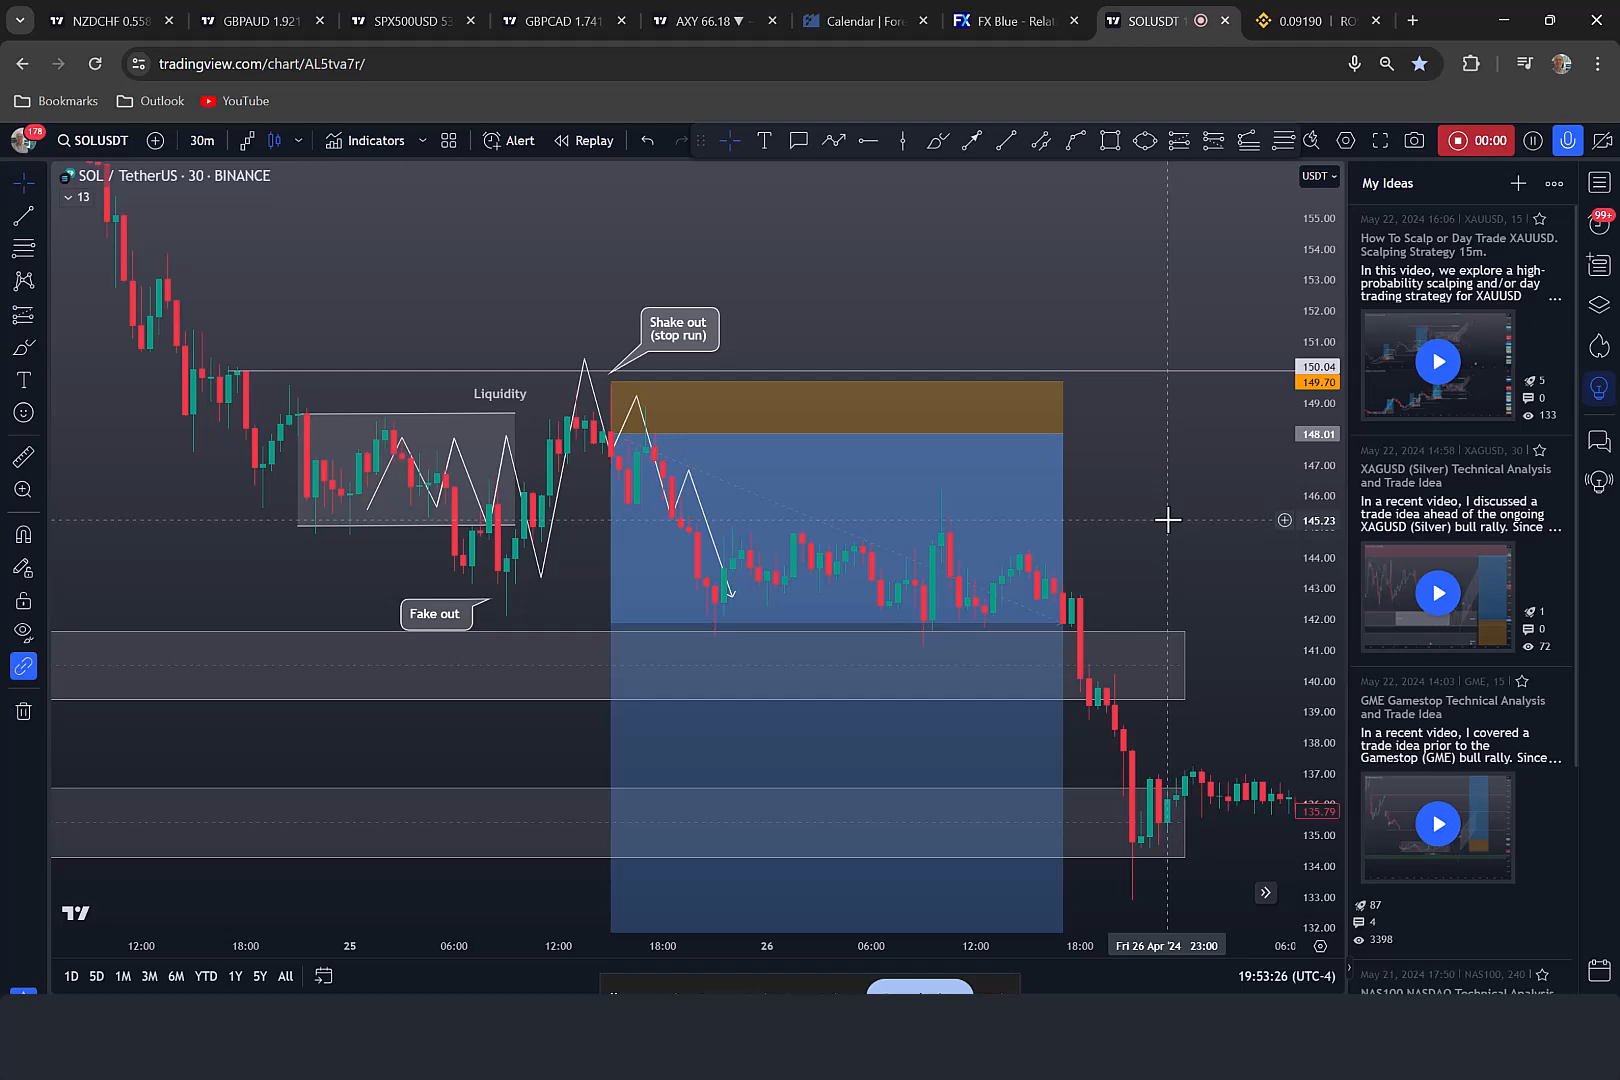 NZDCHF 0.558
GBPAUD 1.921
SPX500USD 53
GBPCAD 1.741
AXY 66.18 ▼
Calendar | For
FX Blue - Rela
SOLUSDT 1
0.09190 | RO
tradingview.com/chart/AL5tva7r/
Bookmarks
Outlook
YouTube
178
SOLUSDT
30m
Indicators
Alert
Replay
00:00
SOL / TetherUS · 30 · BINANCE
13
USDT
Shake out
(stop run)
Liquidity
Fake out
155.00
154.00
153.00
152.00
151.00
150.04
149.70
149.00
148.01
147.00
146.00
145.23
144.00
143.00
142.00
141.00
140.00
139.00
138.00
137.00
135.79
135.00
134.00
133.00
132.00
12:00
18:00
25
06:00
12:00
18:00
26
06:00
12:00
18:00
Fri 26 Apr '24 23:00
06:0
1D
5D
1M
3M
6M
YTD
1Y
5Y
All
19:53:26 (UTC-4)
My Ideas
99+
May 22, 2024 16:06 | XAUUSD, 15
How To Scalp or Day Trade XAUUSD.
Scalping Strategy 15m.
In this video, we explore a high-
probability scalping and/or day
trading strategy for XAUUSD ...
5
0
133
May 22, 2024 14:58 | XAGUSD, 30
XAGUSD (Silver) Technical Analysis
and Trade Idea
In a recent video, I discussed a
trade idea ahead of the ongoing
XAGUSD (Silver) bull rally. Since ...
1
0
72
May 22, 2024 14:03 | GME, 15
GME Gamestop Technical Analysis
and Trade Idea
In a recent video, I covered a
trade idea prior to the
Gamestop (GME) bull rally. Since...
87
4
3398
May 21, 2024 17:50 | NAS100, 240
NAS100 NASDAQ Technical Analysis